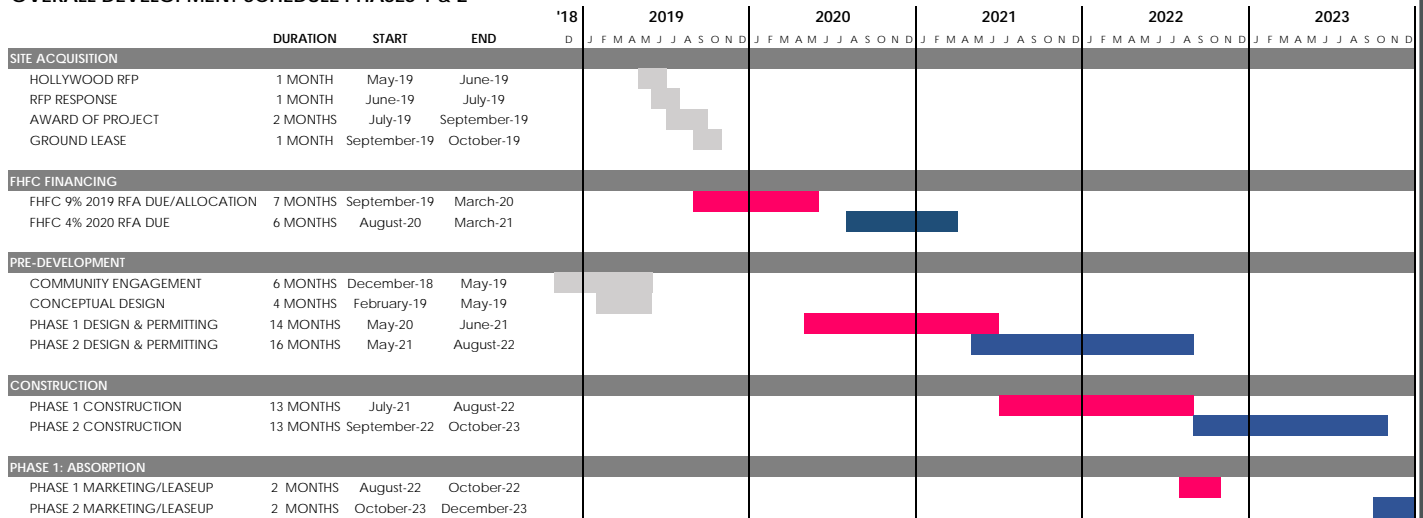 OVERALL DEVELOPMENT SCHEDULE PHASES 1 & 2
'18 2019 2020 2021 2022 2023
DURATION START END D J F M A M J J A S O N D J F M A M J J A S O N D J F M A M J J A S O N D J F M A M J J A S O N D J F M A M J J A S O N D
SITE ACQUISITION
HOLLYWOOD RFP 1 MONTH May-19 June-19
RFP RESPONSE 1 MONTH June-19 July-19
AWARD OF PROJECT 2 MONTHS July-19 September-19
GROUND LEASE 1 MONTH September-19 October-19
FHFC FINANCING
FHFC 9% 2019 RFA DUE/ALLOCATION 7 MONTHS September-19 March-20
FHFC 4% 2020 RFA DUE 6 MONTHS August-20 March-21
PRE-DEVELOPMENT
COMMUNITY ENGAGEMENT 6 MONTHS December-18 May-19
CONCEPTUAL DESIGN 4 MONTHS February-19 May-19
PHASE 1 DESIGN & PERMITTING 14 MONTHS May-20 June-21
PHASE 2 DESIGN & PERMITTING 16 MONTHS May-21 August-22
CONSTRUCTION
PHASE 1 CONSTRUCTION 13 MONTHS July-21 August-22
PHASE 2 CONSTRUCTION 13 MONTHS September-22 October-23
PHASE 1: ABSORPTION
PHASE 1 MARKETING/LEASEUP 2 MONTHS August-22 October-22
PHASE 2 MARKETING/LEASEUP 2 MONTHS October-23 December-23